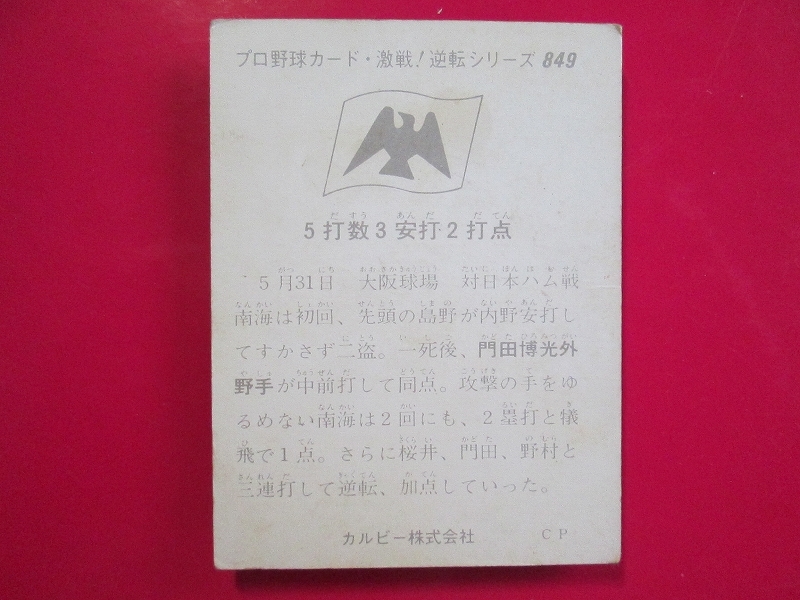 プロ野球カード・激戦!逆転シリーズ 849
5打数3安打2打点
5月31日 大阪球場 対日本ハム戦
南海は初回、先頭の島野が内野安打し
てすかさず二盗。一死後、門田博光外
野手が中前打して同点。攻撃の手をゆ
るめない南海は2回にも、2塁打と犠
飛で1点。さらに桜井、門田、野村と
三連打して逆転、加点していった。
カルビー株式会社 CP